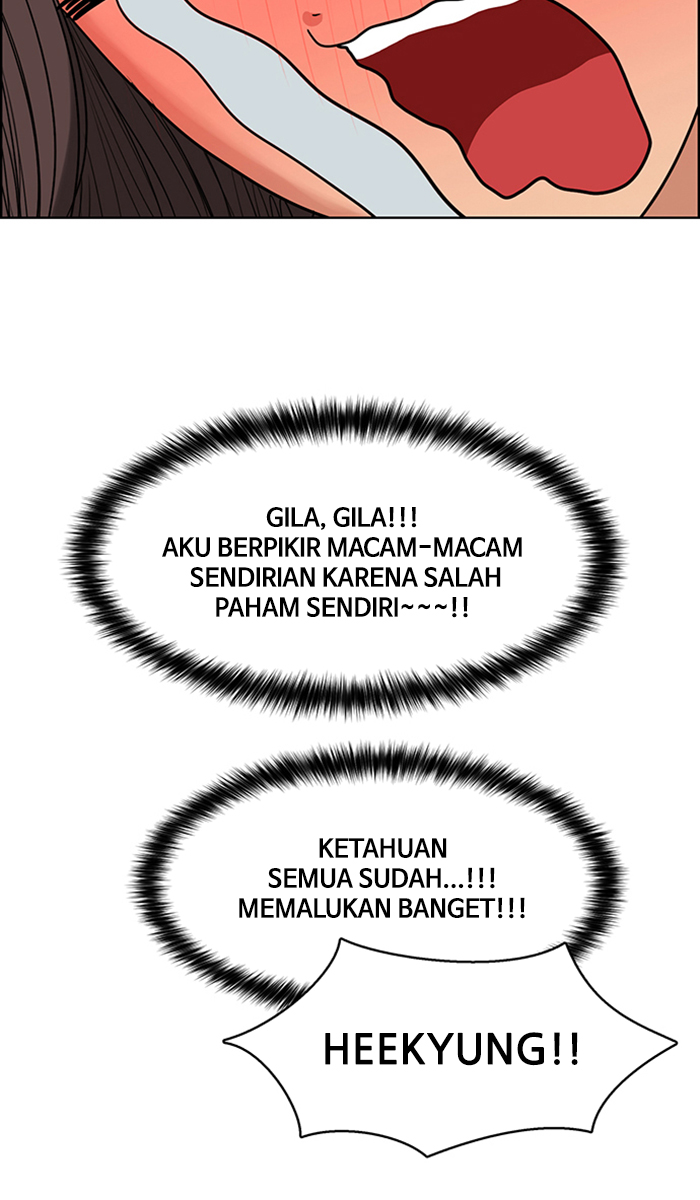 GILA, GILA!!!
AKU BERPIKIR MACAM-MACAM
SENDIRIAN KARENA SALAH
PAHAM SENDIRI~~~!!
KETAHUAN
SEMUA SUDAH...!!!
MEMALUKAN BANGET!!!
HEEKYUNG!!